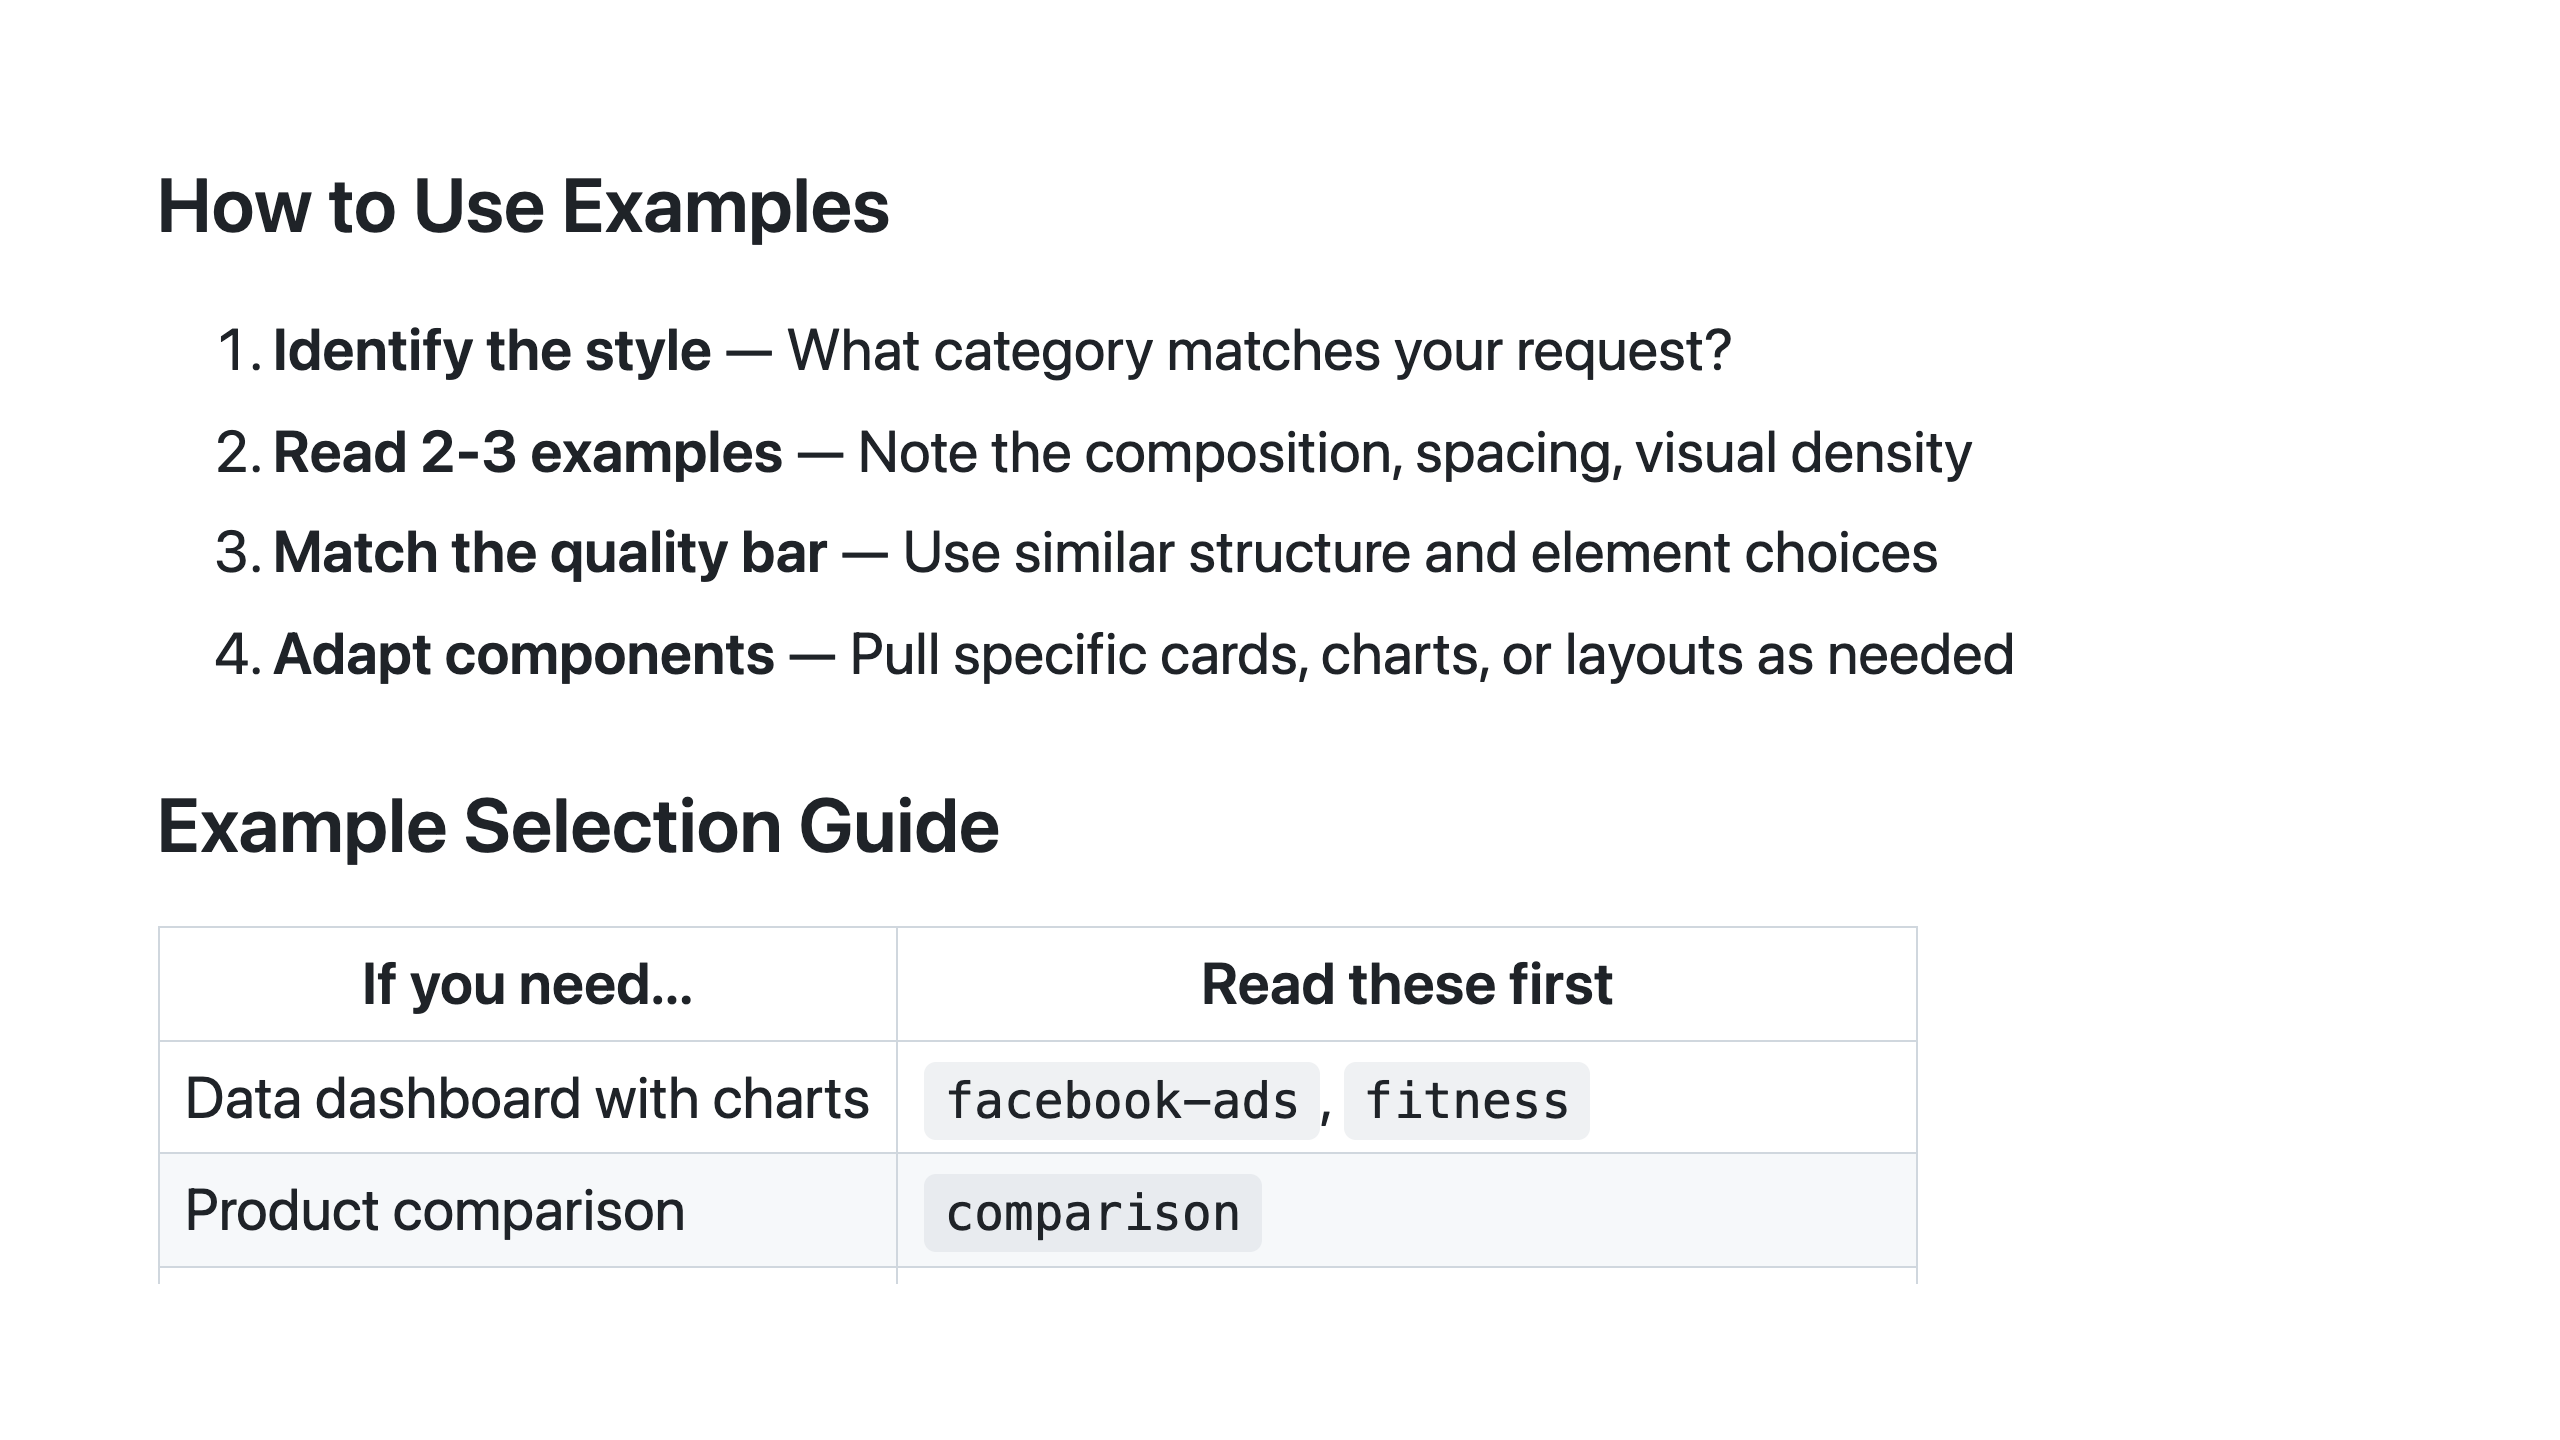 How to Use Examples
1. Identify the style — What category matches your request?
2. Read 2-3 examples — Note the composition, spacing, visual density
3. Match the quality bar — Use similar structure and element choices
4. Adapt components — Pull specific cards, charts, or layouts as needed
Example Selection Guide
If you need... Read these first
Data dashboard with charts facebook-ads, fitness
Product comparison comparison